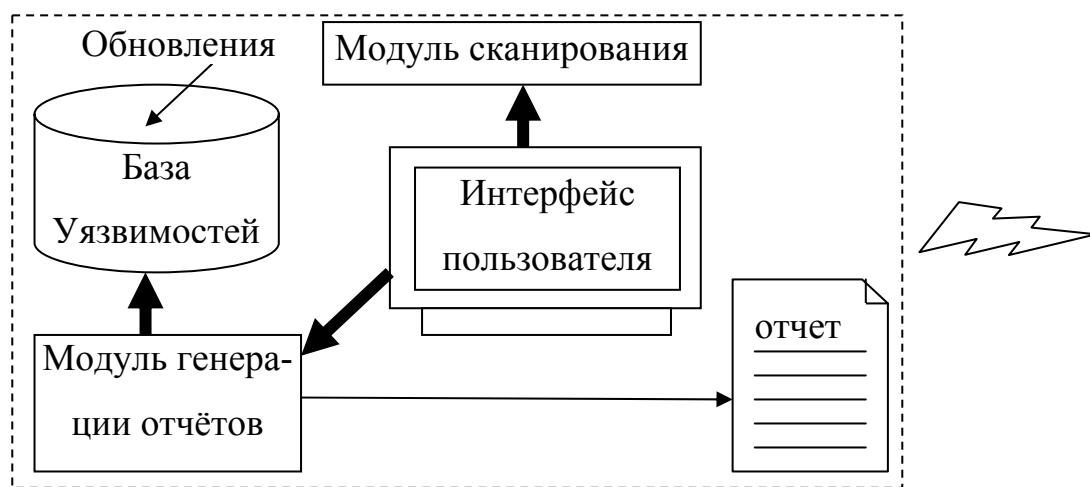 Обновления
Модуль сканирования
База
Уязвимостей
Интерфейс
пользователя
Модуль генера-
ции отчётов
отчет